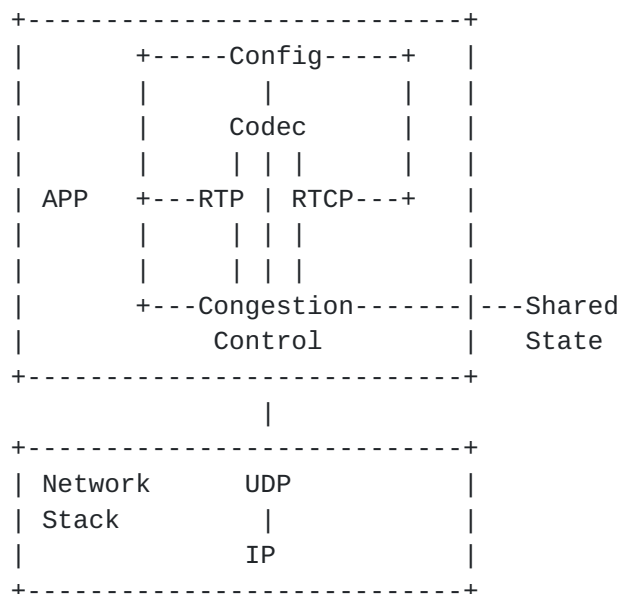 +----------------------------+
|       +-----Config-----+   |
|       |       |        |   |
|       |     Codec      |   |
|       |     | | |      |   |
| APP   +---RTP | RTCP---+   |
|       |     | | |          |
|       |     | | |          |
|       +---Congestion-------|---Shared
|            Control         |   State
+----------------------------+
                |
+----------------------------+
| Network      UDP           |
| Stack         |            |
|              IP            |
+----------------------------+